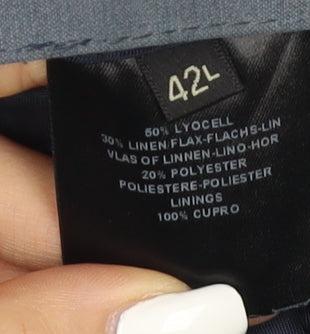 42L
50% LYOCELL
30% LINEN/FLAX-FLACHS-LIN
VLAS OF LINNEN-LINO-HOR
20% POLYESTER
POLIESTERE-POLIESTER
LININGS
100% CUPRO